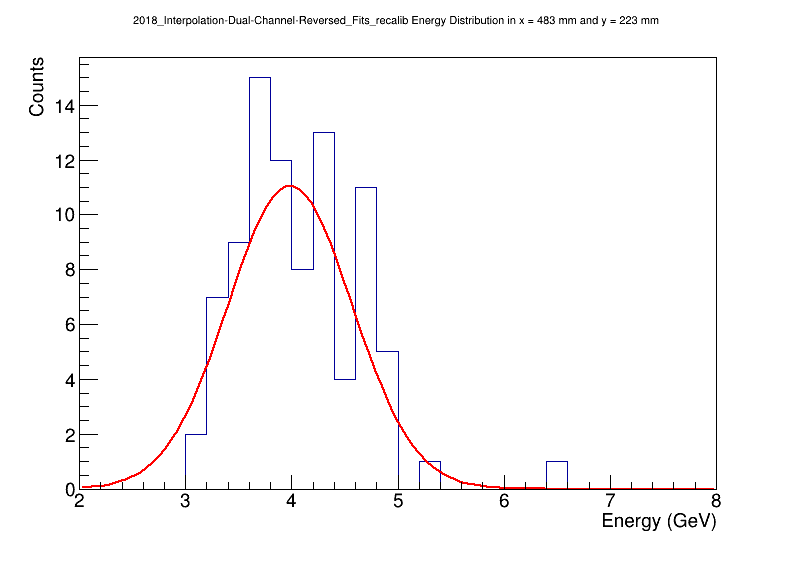 2018_Interpolation-Dual-Channel-Reversed_Fits_recalib Energy Distribution in x = 483 mm and y = 223 mm
Counts
14
12
10
8
6
4
2
0
2 3 4 5 6 7 8
Energy (GeV)